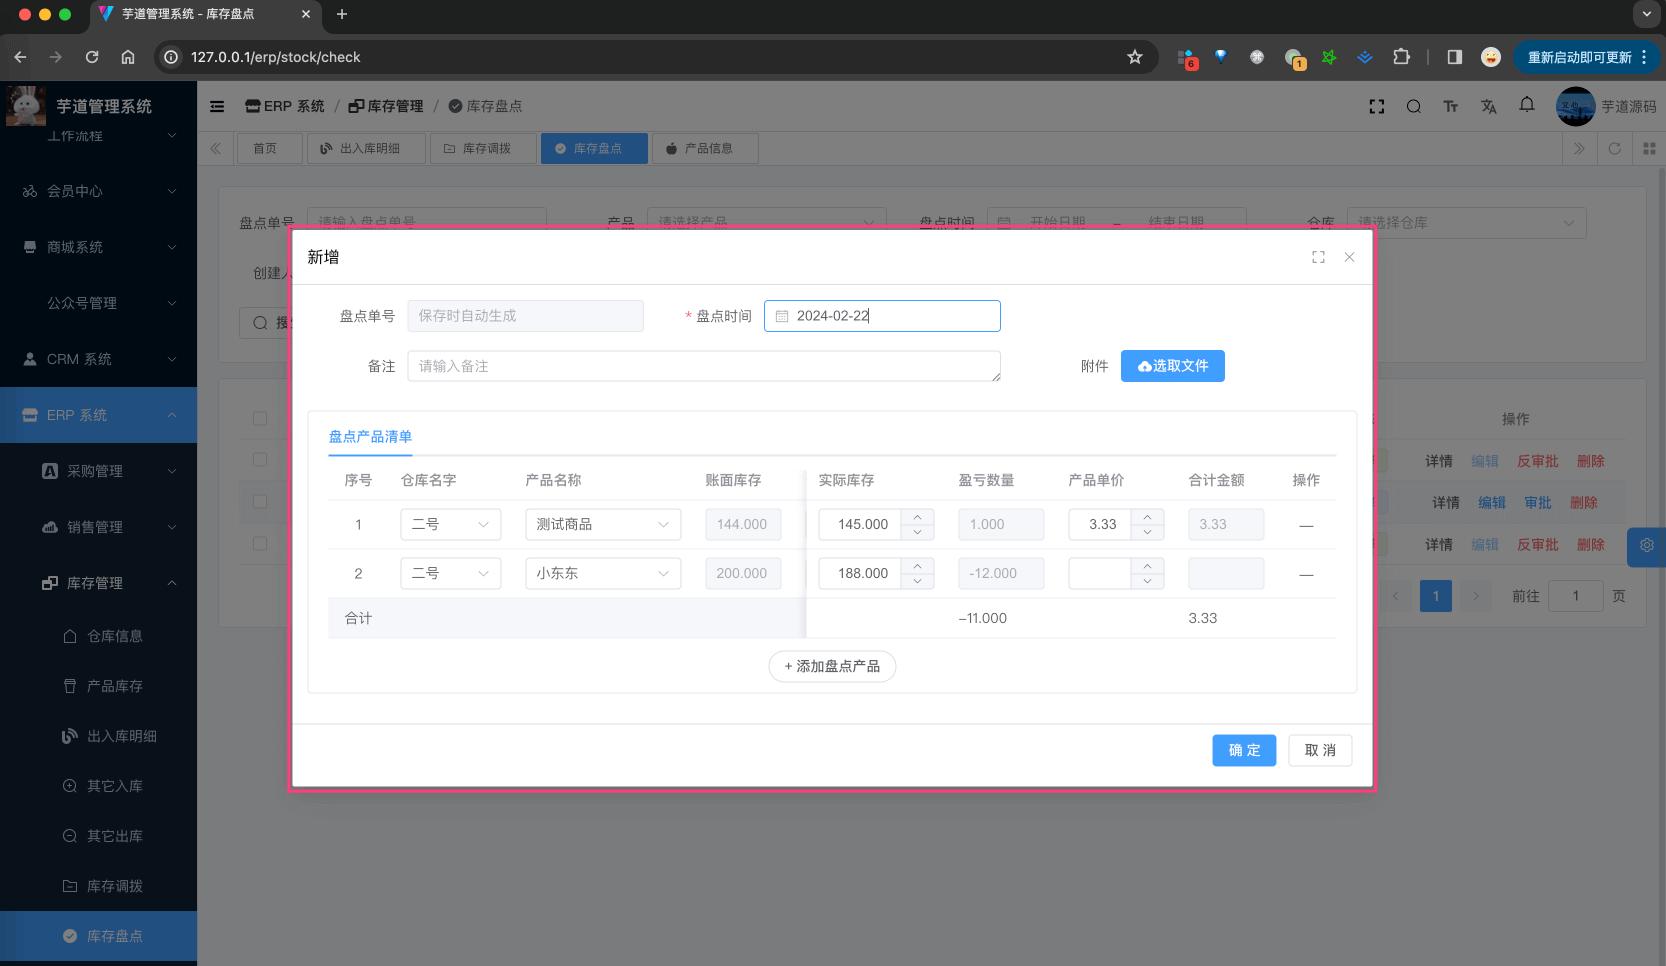 芋道管理系统 - 库存盘点
127.0.0.1/erp/stock/check
6
1
重新启动即可更新
芋道管理系统
ERP 系统 / 库存管理 / 库存盘点
芋道源码
工作流程
首页 出入库明细 库存调拨 库存盘点 产品信息
会员中心
盘点单号 请输入盘点单号 产品 请选择产品 盘点时间 开始日期 - 结束日期 仓库 请选择仓库
商城系统
新增
创建人
公众号管理
盘点单号 保存时自动生成 * 盘点时间 2024-02-22
CRM 系统
备注 请输入备注 附件 选取文件
ERP 系统
操作
盘点产品清单
采购管理
详情 编辑 反审批 删除
序号 仓库名字 产品名称 账面库存 实际库存 盈亏数量 产品单价 合计金额 操作
详情 编辑 审批 删除
销售管理
1 二号 测试商品 144.000 145.000 1.000 3.33 3.33 —
详情 编辑 反审批 删除
库存管理
2 二号 小东东 200.000 188.000 -12.000 —
1 前往 1 页
合计 -11.000 3.33
仓库信息
+ 添加盘点产品
产品库存
出入库明细
确 定 取 消
其它入库
其它出库
库存调拨
库存盘点